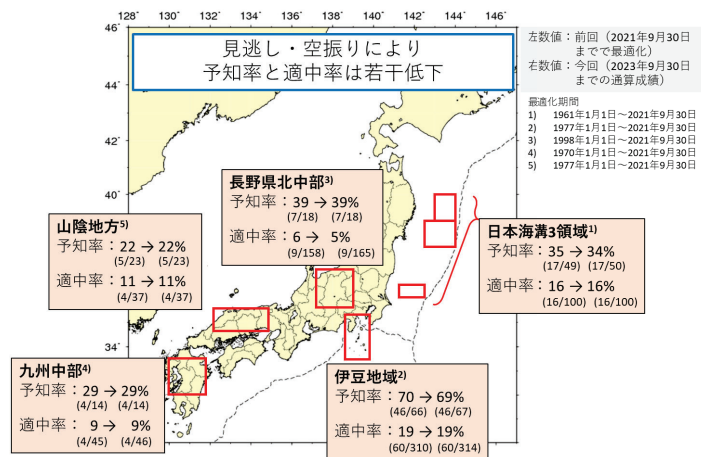 128° 130° 132° 134° 136° 138° 140° 142° 144° 146°
46°
44°
40°
34°
見逃し・空振りにより
予知率と適中率は若干低下
左数値：前回（2021年9月30日
までで最適化）
右数値：今回（2023年9月30日
までの通算成績）
最適化期間
1) 1961年1月1日～2021年9月30日
2) 1977年1月1日～2021年9月30日
3) 1998年1月1日～2021年9月30日
4) 1970年1月1日～2021年9月30日
5) 1977年1月1日～2021年9月30日
長野県北中部3)
予知率：39 → 39%
(7/18) (7/18)
適中率： 6 → 5%
(9/158) (9/165)
山陰地方5)
予知率：22 → 22%
(5/23) (5/23)
適中率：11 → 11%
(4/37) (4/37)
日本海溝3領域1)
予知率：35 → 34%
(17/49) (17/50)
適中率：16 → 16%
(16/100) (16/100)
九州中部4)
予知率：29 → 29%
(4/14) (4/14)
適中率： 9 → 9%
(4/45) (4/46)
伊豆地域2)
予知率：70 → 69%
(46/66) (46/67)
適中率：19 → 19%
(60/310) (60/314)